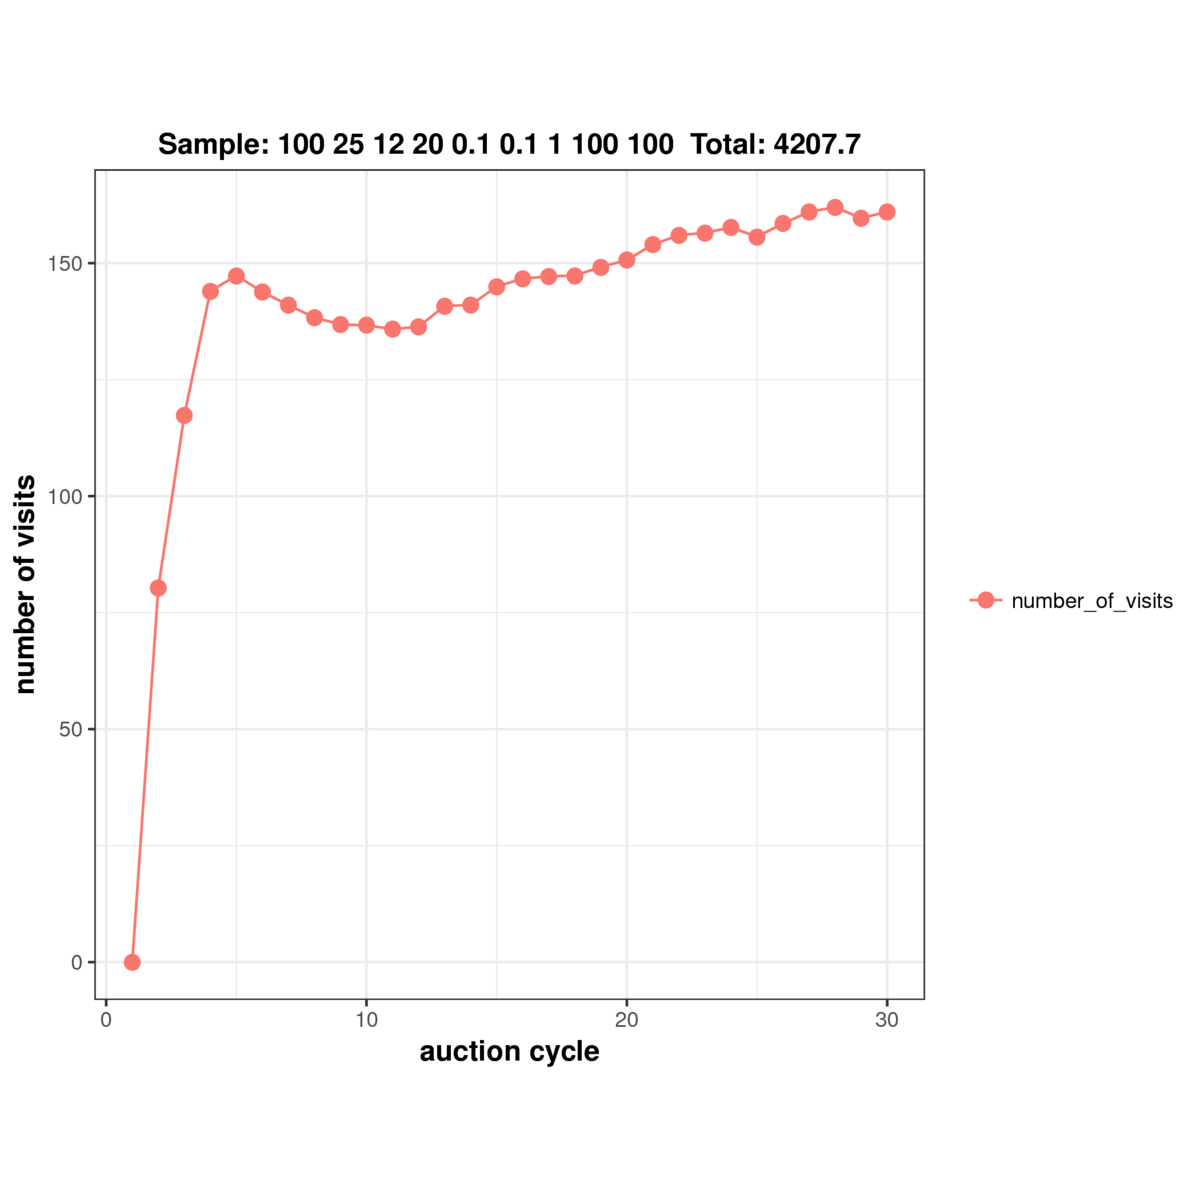 Sample: 100 25 12 20 0.1 0.1 1 100 100  Total: 4207.7
150
100
50
0
number of visits
0 10 20 30
auction cycle
number_of_visits